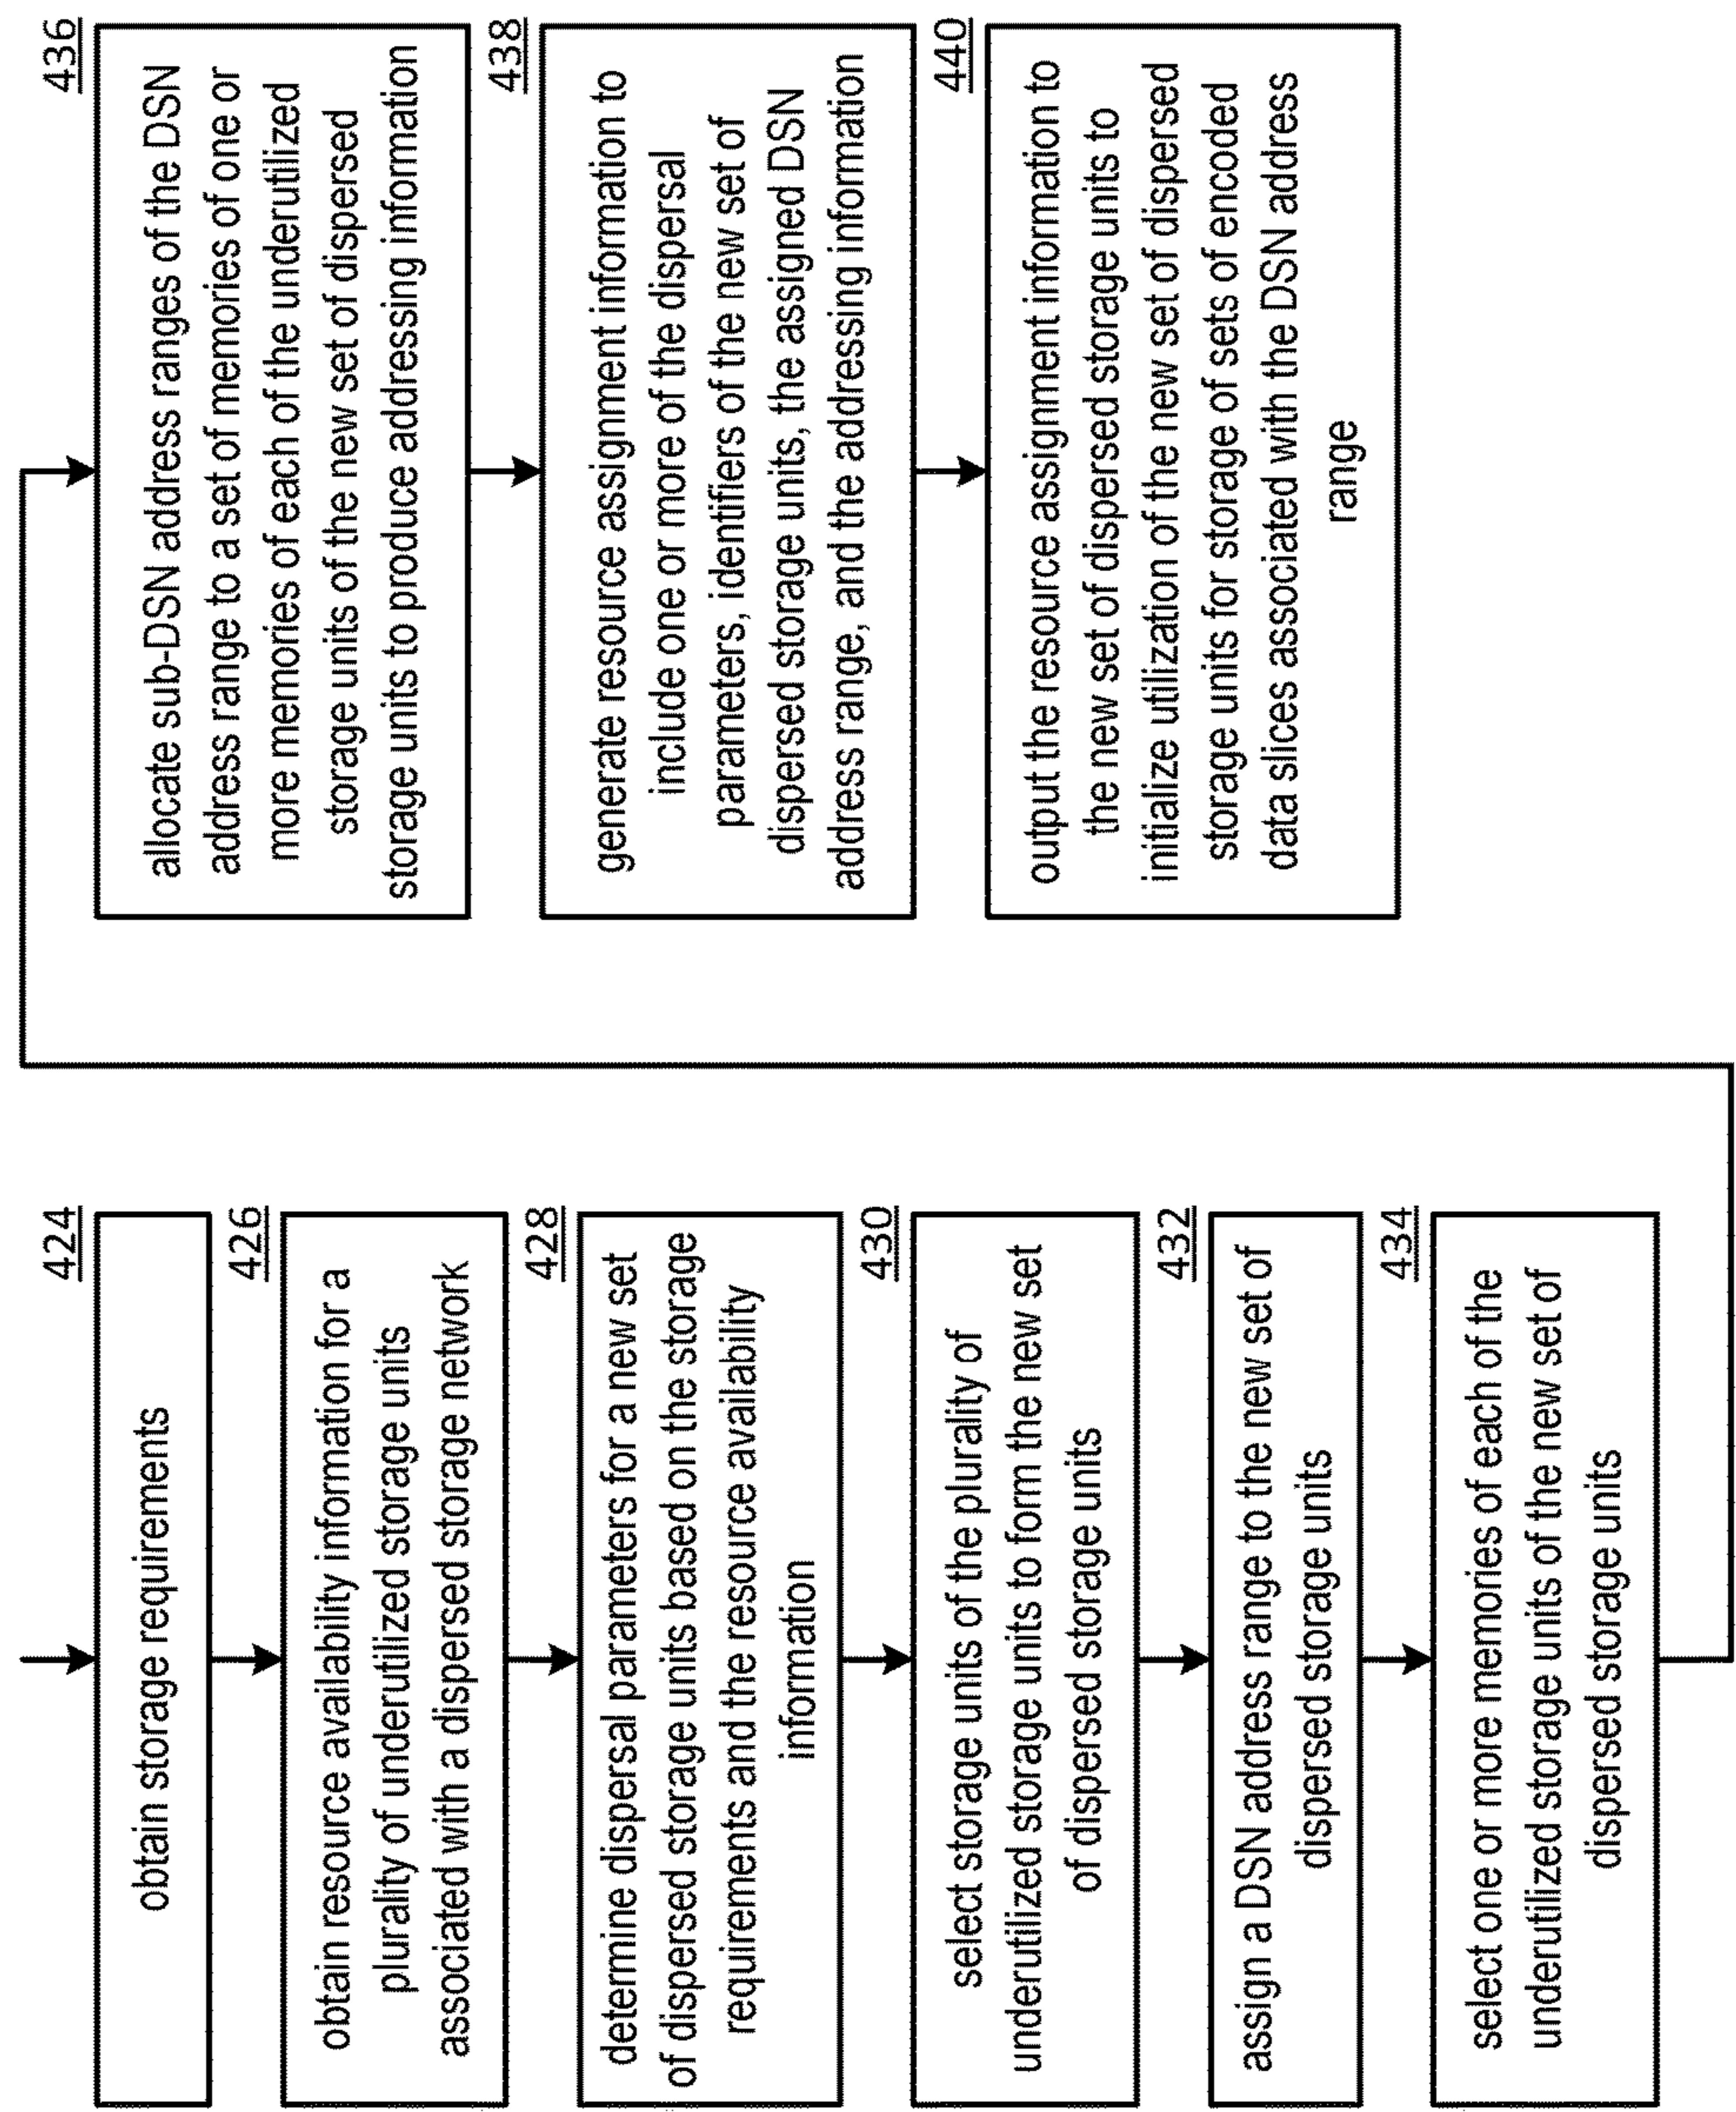 424
obtain storage requirements
426
obtain resource availability information for a
plurality of underutilized storage units
associated with a dispersed storage network
428
determine dispersal parameters for a new set
of dispersed storage units based on the storage
requirements and the resource availability
information
430
select storage units of the plurality of
underutilized storage units to form the new set
of dispersed storage units
432
assign a DSN address range to the new set of
dispersed storage units
434
select one or more memories of each of the
underutilized storage units of the new set of
dispersed storage units
436
allocate sub-DSN address ranges of the DSN
address range to a set of memories of one or
more memories of each of the underutilized
storage units of the new set of dispersed
storage units to produce addressing information
438
generate resource assignment information to
include one or more of the dispersal
parameters, identifiers of the new set of
dispersed storage units, the assigned DSN
address range, and the addressing information
440
output the resource assignment information to
the new set of dispersed storage units to
initialize utilization of the new set of dispersed
storage units for storage of sets of encoded
data slices associated with the DSN address
range